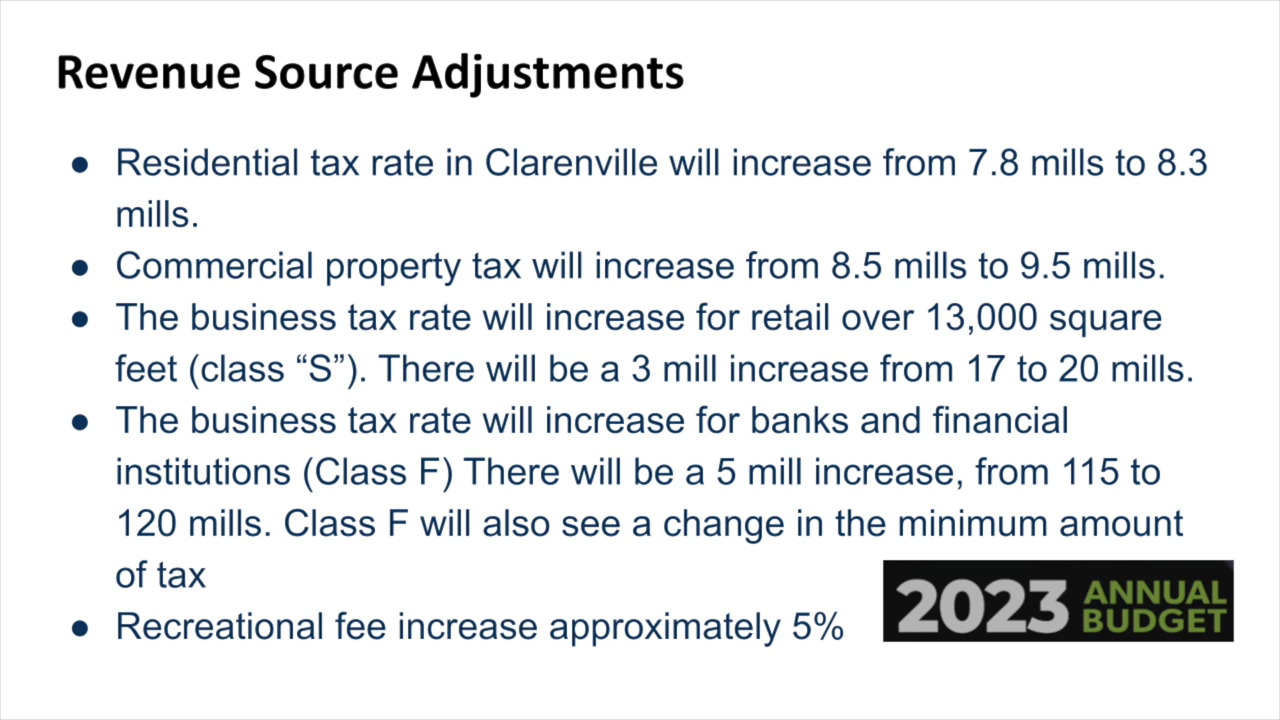 Revenue Source Adjustments
● Residential tax rate in Clarenville will increase from 7.8 mills to 8.3
mills.
● Commercial property tax will increase from 8.5 mills to 9.5 mills.
● The business tax rate will increase for retail over 13,000 square
feet (class “S”). There will be a 3 mill increase from 17 to 20 mills.
● The business tax rate will increase for banks and financial
institutions (Class F) There will be a 5 mill increase, from 115 to
120 mills. Class F will also see a change in the minimum amount
of tax
● Recreational fee increase approximately 5%
2023 ANNUAL
BUDGET